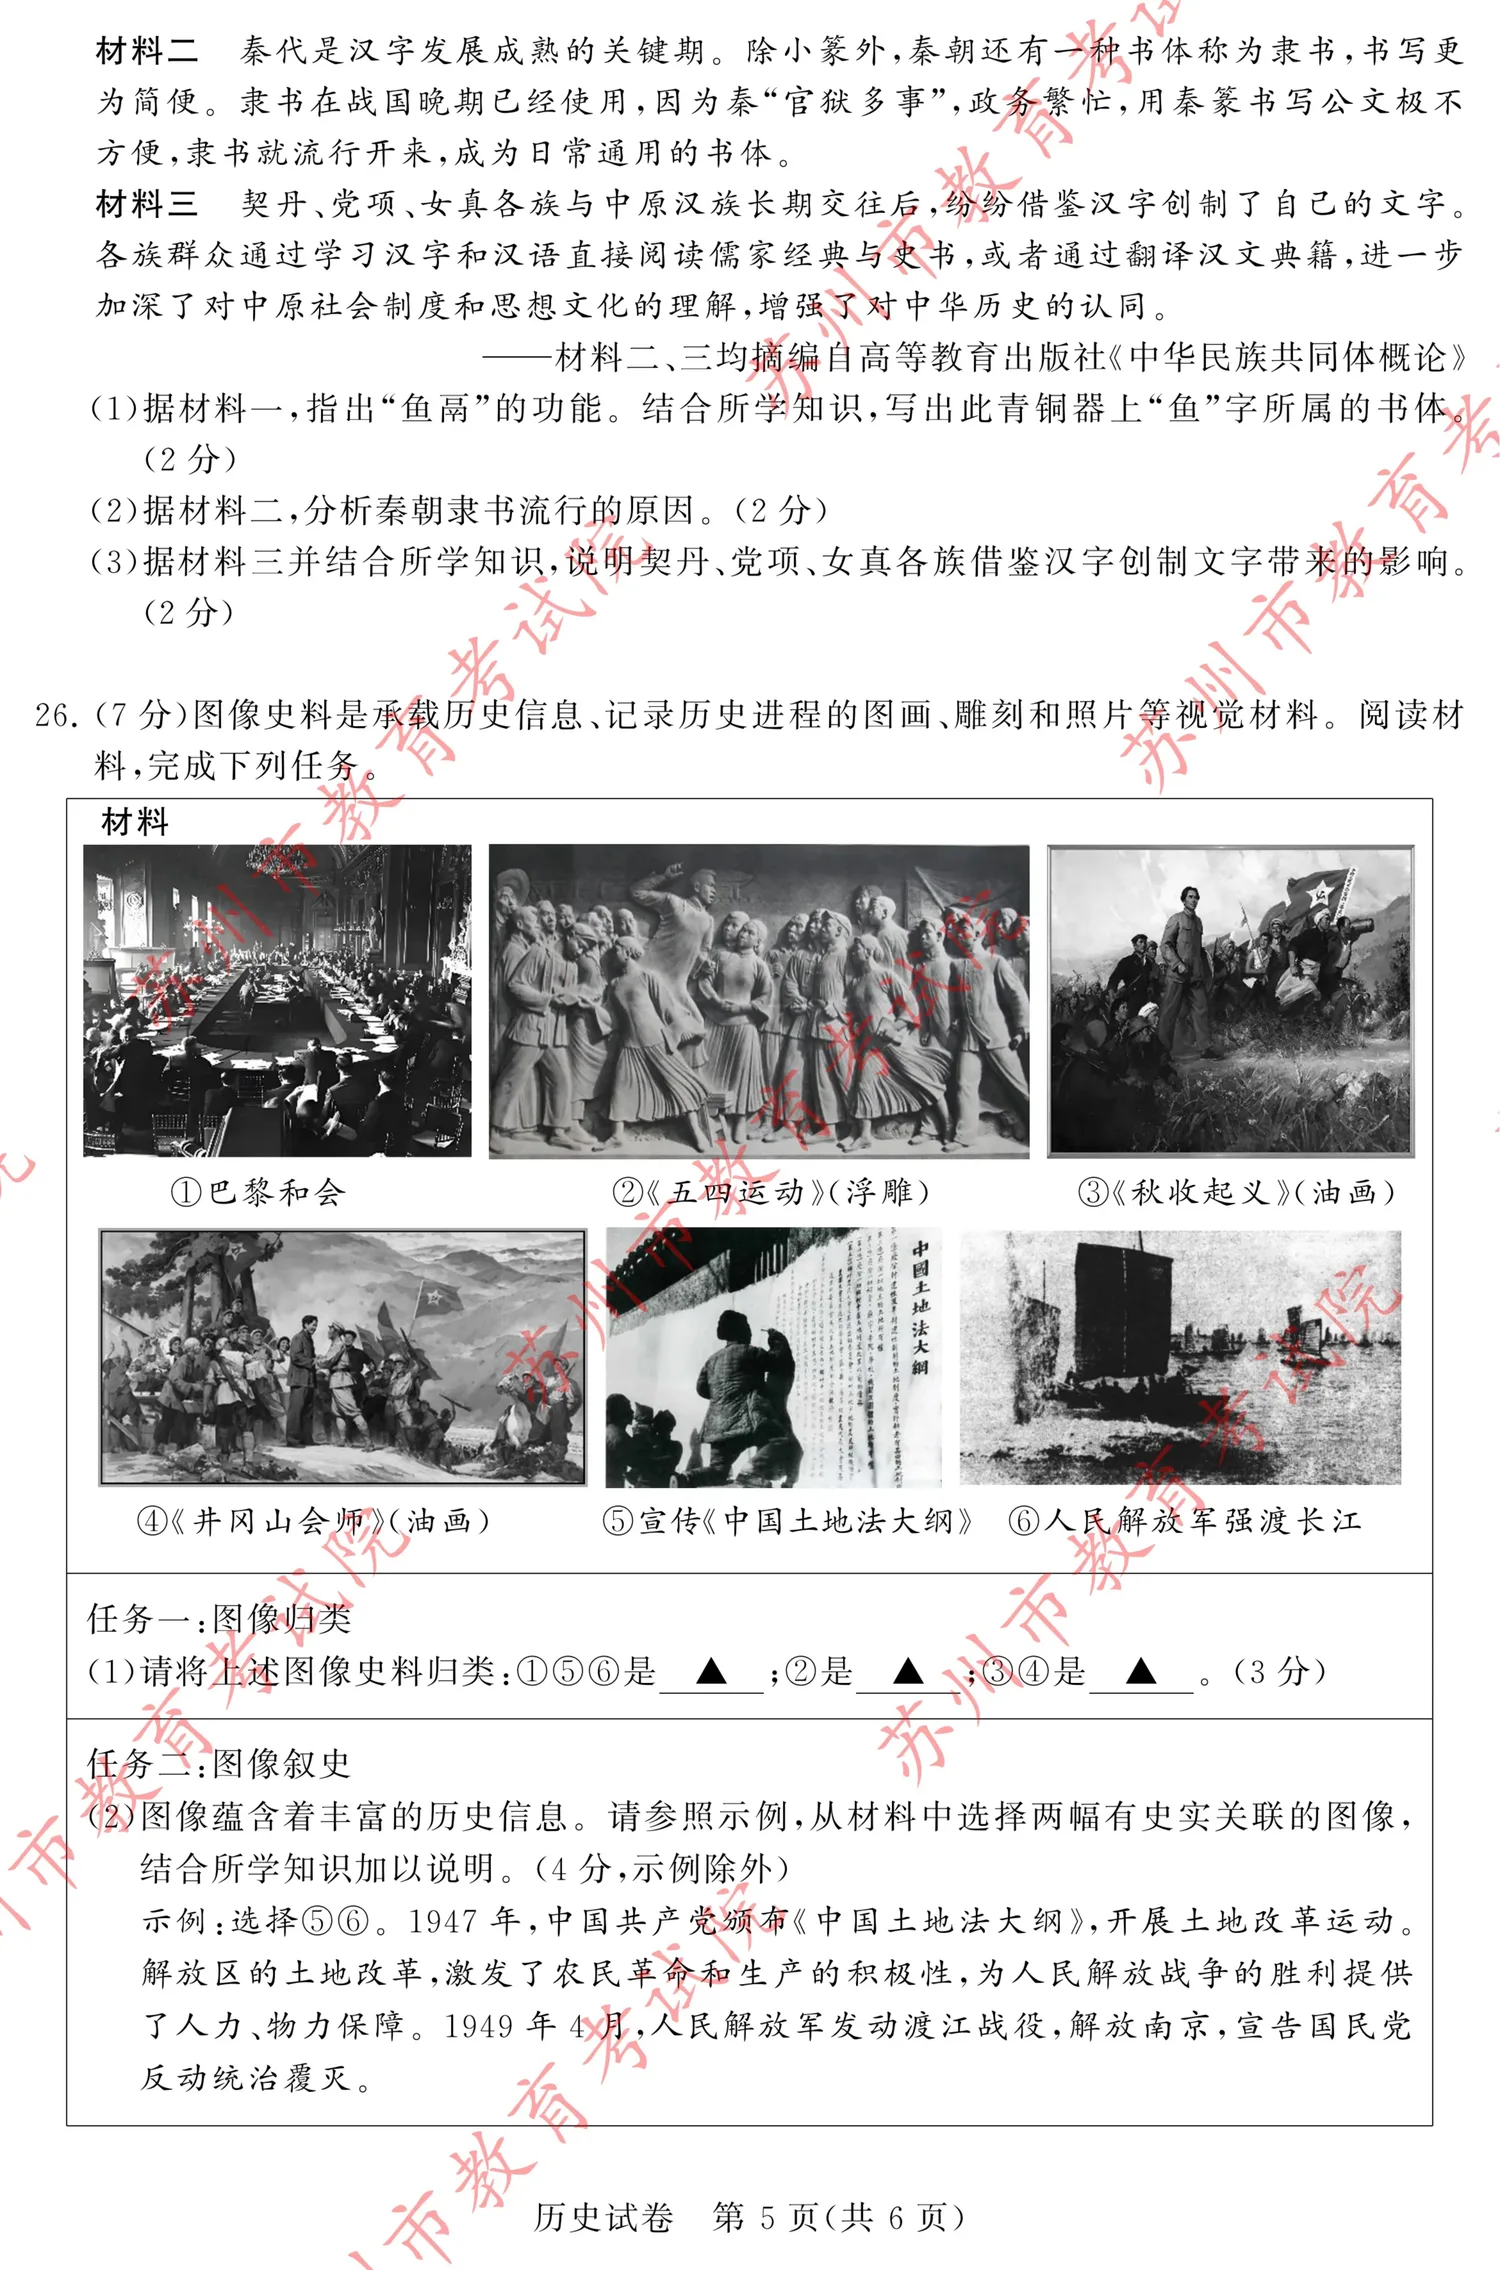 材料二 秦代是汉字发展成熟的关键期。除小篆外,秦朝还有一种书体称为隶书,书写更
为简便。隶书在战国晚期已经使用,因为秦“官狱多事”,政务繁忙,用秦篆书写公文极不
方便,隶书就流行开来,成为日常通用的书体。
材料三 契丹、党项、女真各族与中原汉族长期交往后,纷纷借鉴汉字创制了自己的文字。
各族群众通过学习汉字和汉语直接阅读儒家经典与史书,或者通过翻译汉文典籍,进一步
加深了对中原社会制度和思想文化的理解,增强了对中华历史的认同。
——材料二、三均摘编自高等教育出版社《中华民族共同体概论》
(1)据材料一,指出“鱼鬲”的功能。结合所学知识,写出此青铜器上“鱼”字所属的书体。
(2分)
(2)据材料二,分析秦朝隶书流行的原因。(2分)
(3)据材料三并结合所学知识,说明契丹、党项、女真各族借鉴汉字创制文字带来的影响。
(2分)
26.(7分)图像史料是承载历史信息、记录历史进程的图画、雕刻和照片等视觉材料。阅读材
料,完成下列任务。
材料
中國土地法大綱
①巴黎和会 ②《五四运动》(浮雕) ③《秋收起义》(油画)
④《井冈山会师》(油画) ⑤宣传《中国土地法大纲》 ⑥人民解放军强渡长江
任务一:图像归类
(1)请将上述图像史料归类:①⑤⑥是 ▲ ;②是 ▲ ;③④是 ▲ 。(3分)
任务二:图像叙史
(2)图像蕴含着丰富的历史信息。请参照示例,从材料中选择两幅有史实关联的图像,
结合所学知识加以说明。(4分,示例除外)
示例:选择⑤⑥。1947年,中国共产党颁布《中国土地法大纲》,开展土地改革运动。
解放区的土地改革,激发了农民革命和生产的积极性,为人民解放战争的胜利提供
了人力、物力保障。1949年4月,人民解放军发动渡江战役,解放南京,宣告国民党
反动统治覆灭。
历史试卷 第5页(共6页)
苏州市教育考试院